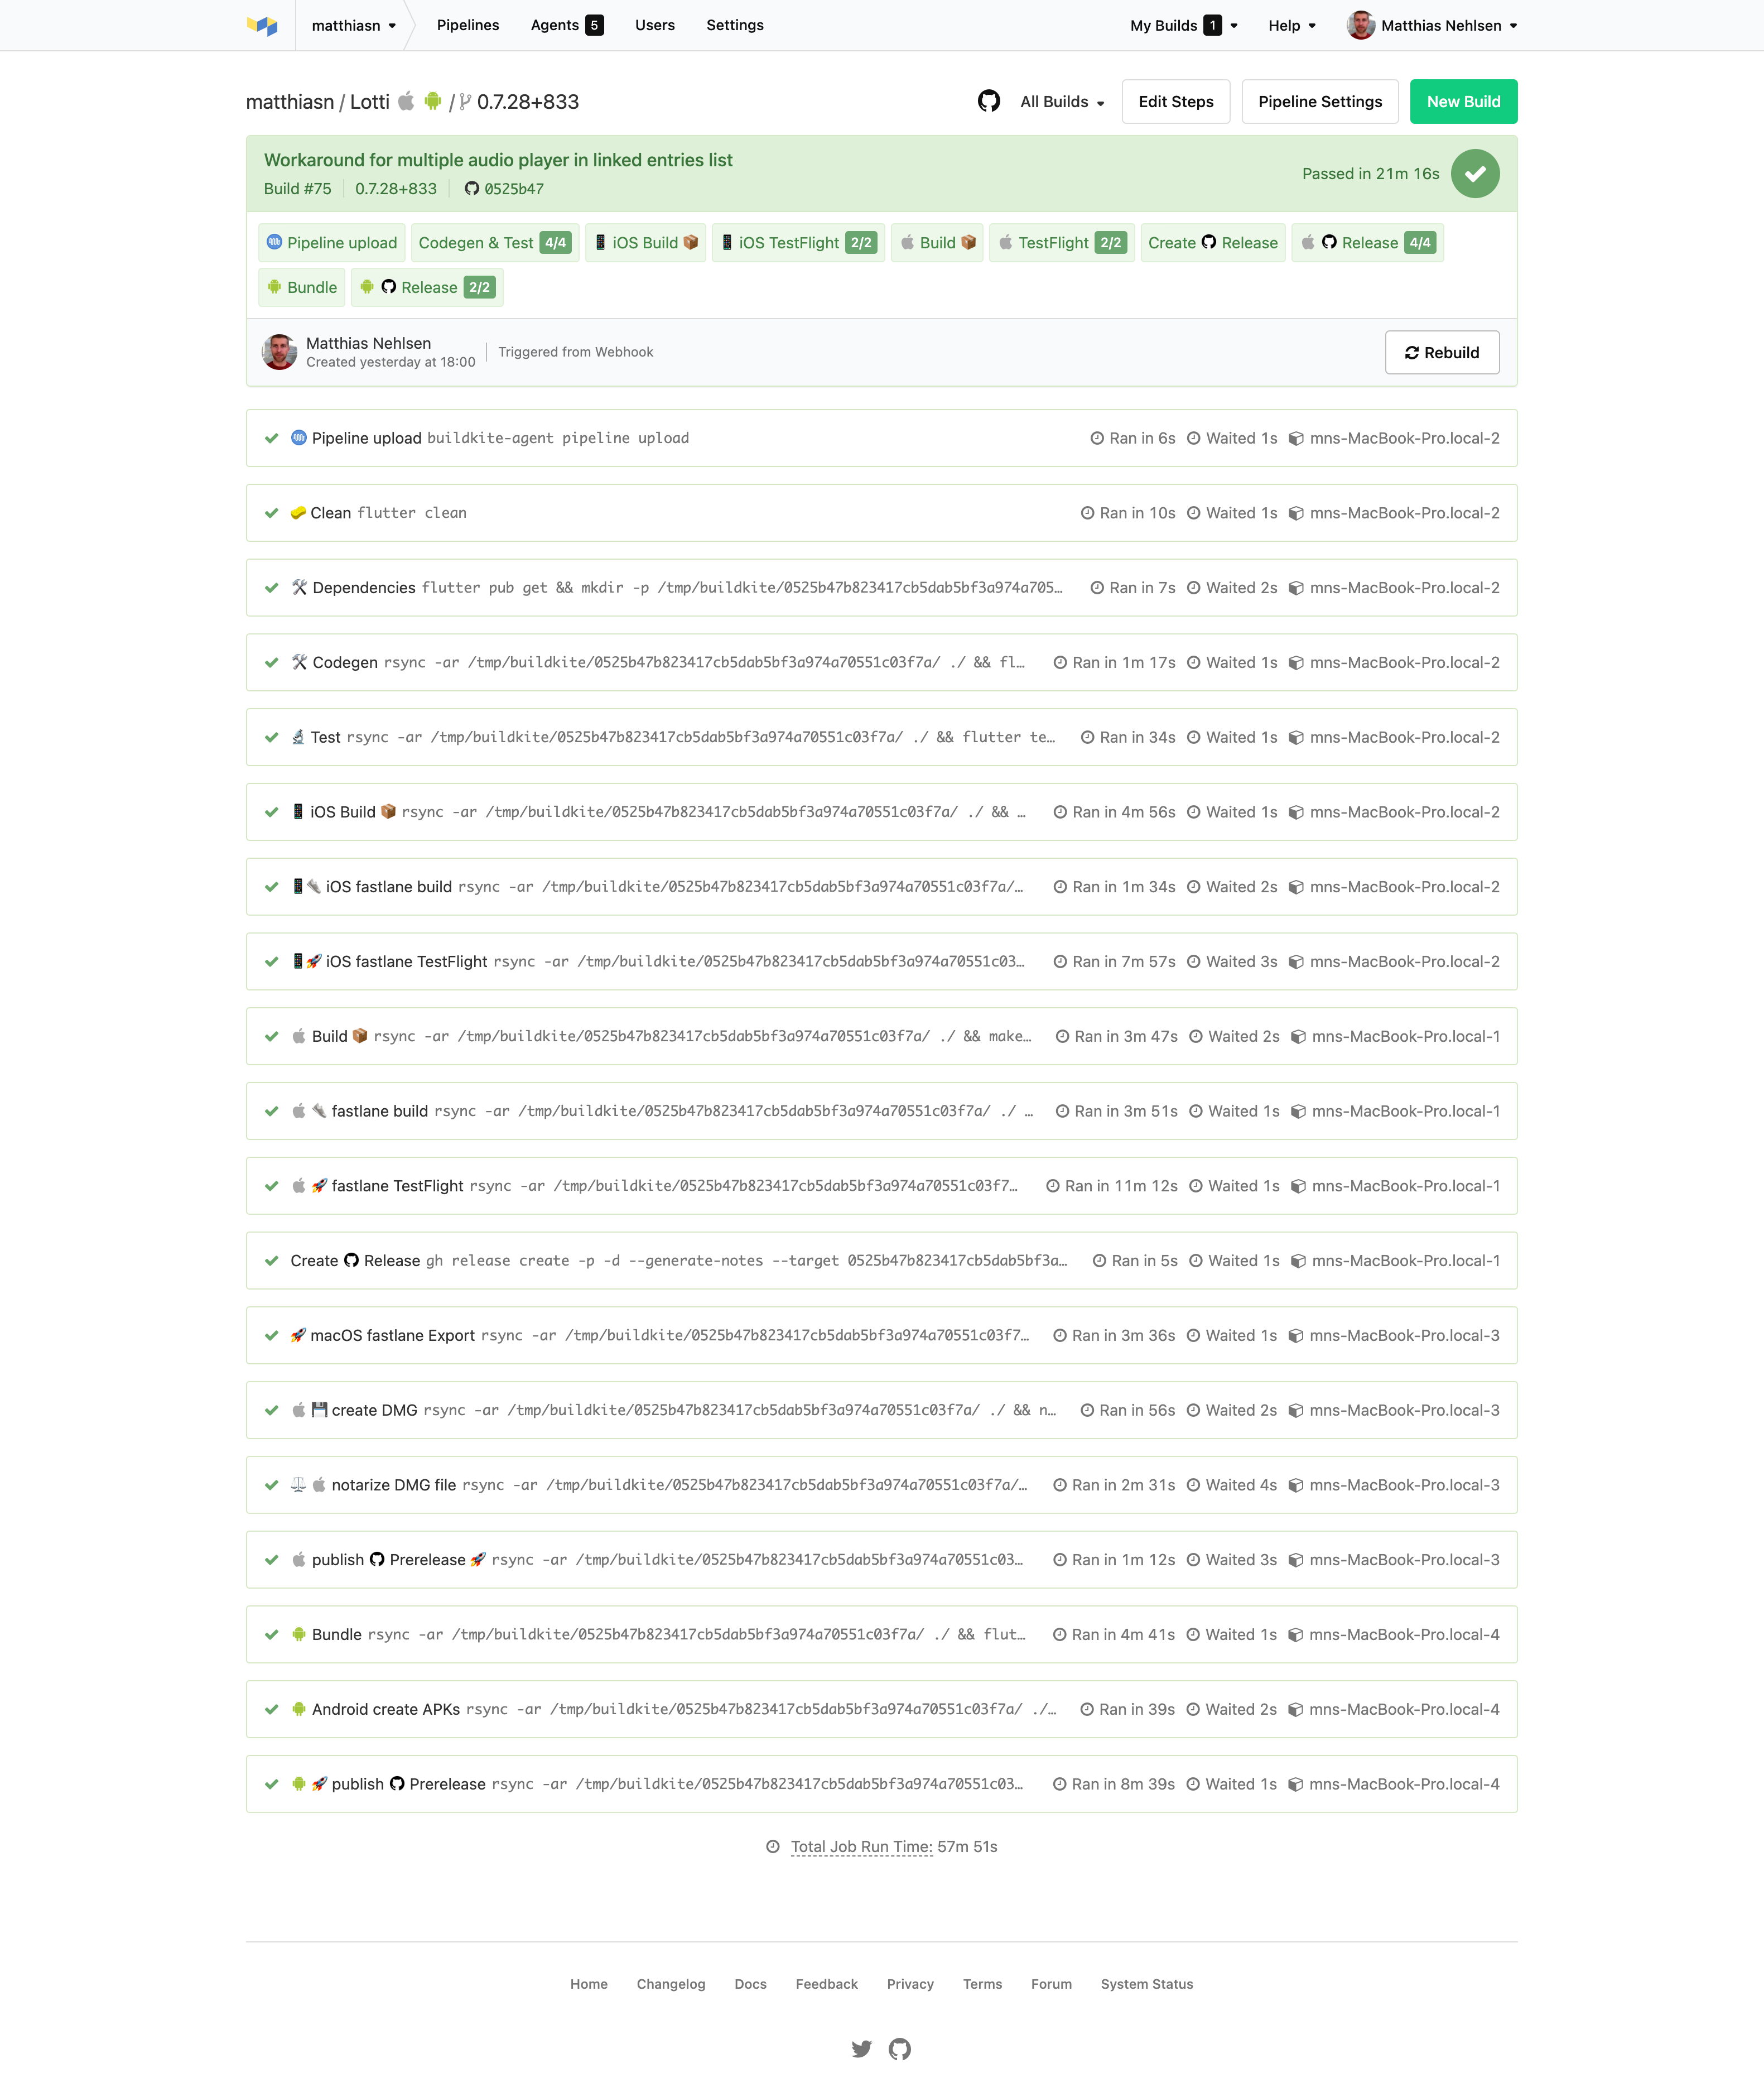 matthiasn Pipelines Agents 5 Users Settings My Builds 1 Help Matthias Nehlsen
matthiasn / Lotti / 0.7.28+833 All Builds Edit Steps Pipeline Settings New Build
Workaround for multiple audio player in linked entries list
Passed in 21m 16s
Build #75 0.7.28+833 0525b47
Pipeline upload Codegen & Test 4/4 iOS Build iOS TestFlight 2/2 Build TestFlight 2/2 Create Release Release 4/4
Bundle Release 2/2
Matthias Nehlsen
Created yesterday at 18:00
Triggered from Webhook
Rebuild
Pipeline upload buildkite-agent pipeline upload Ran in 6s Waited 1s mns-MacBook-Pro.local-2
Clean flutter clean Ran in 10s Waited 1s mns-MacBook-Pro.local-2
Dependencies flutter pub get && mkdir -p /tmp/buildkite/0525b47b823417cb5dab5bf3a974a705… Ran in 7s Waited 2s mns-MacBook-Pro.local-2
Codegen rsync -ar /tmp/buildkite/0525b47b823417cb5dab5bf3a974a70551c03f7a/ ./ && fl… Ran in 1m 17s Waited 1s mns-MacBook-Pro.local-2
Test rsync -ar /tmp/buildkite/0525b47b823417cb5dab5bf3a974a70551c03f7a/ ./ && flutter te… Ran in 34s Waited 1s mns-MacBook-Pro.local-2
iOS Build rsync -ar /tmp/buildkite/0525b47b823417cb5dab5bf3a974a70551c03f7a/ ./ && … Ran in 4m 56s Waited 1s mns-MacBook-Pro.local-2
iOS fastlane build rsync -ar /tmp/buildkite/0525b47b823417cb5dab5bf3a974a70551c03f7a/… Ran in 1m 34s Waited 2s mns-MacBook-Pro.local-2
iOS fastlane TestFlight rsync -ar /tmp/buildkite/0525b47b823417cb5dab5bf3a974a70551c03… Ran in 7m 57s Waited 3s mns-MacBook-Pro.local-2
Build rsync -ar /tmp/buildkite/0525b47b823417cb5dab5bf3a974a70551c03f7a/ ./ && make… Ran in 3m 47s Waited 2s mns-MacBook-Pro.local-1
fastlane build rsync -ar /tmp/buildkite/0525b47b823417cb5dab5bf3a974a70551c03f7a/ ./ … Ran in 3m 51s Waited 1s mns-MacBook-Pro.local-1
fastlane TestFlight rsync -ar /tmp/buildkite/0525b47b823417cb5dab5bf3a974a70551c03f7… Ran in 11m 12s Waited 1s mns-MacBook-Pro.local-1
Create Release gh release create -p -d --generate-notes --target 0525b47b823417cb5dab5bf3a… Ran in 5s Waited 1s mns-MacBook-Pro.local-1
macOS fastlane Export rsync -ar /tmp/buildkite/0525b47b823417cb5dab5bf3a974a70551c03f7… Ran in 3m 36s Waited 1s mns-MacBook-Pro.local-3
create DMG rsync -ar /tmp/buildkite/0525b47b823417cb5dab5bf3a974a70551c03f7a/ ./ && n… Ran in 56s Waited 2s mns-MacBook-Pro.local-3
notarize DMG file rsync -ar /tmp/buildkite/0525b47b823417cb5dab5bf3a974a70551c03f7a/… Ran in 2m 31s Waited 4s mns-MacBook-Pro.local-3
publish Prerelease rsync -ar /tmp/buildkite/0525b47b823417cb5dab5bf3a974a70551c03… Ran in 1m 12s Waited 3s mns-MacBook-Pro.local-3
Bundle rsync -ar /tmp/buildkite/0525b47b823417cb5dab5bf3a974a70551c03f7a/ ./ && flut… Ran in 4m 41s Waited 1s mns-MacBook-Pro.local-4
Android create APKs rsync -ar /tmp/buildkite/0525b47b823417cb5dab5bf3a974a70551c03f7a/ ./… Ran in 39s Waited 2s mns-MacBook-Pro.local-4
publish Prerelease rsync -ar /tmp/buildkite/0525b47b823417cb5dab5bf3a974a70551c03… Ran in 8m 39s Waited 1s mns-MacBook-Pro.local-4
Total Job Run Time: 57m 51s
Home Changelog Docs Feedback Privacy Terms Forum System Status